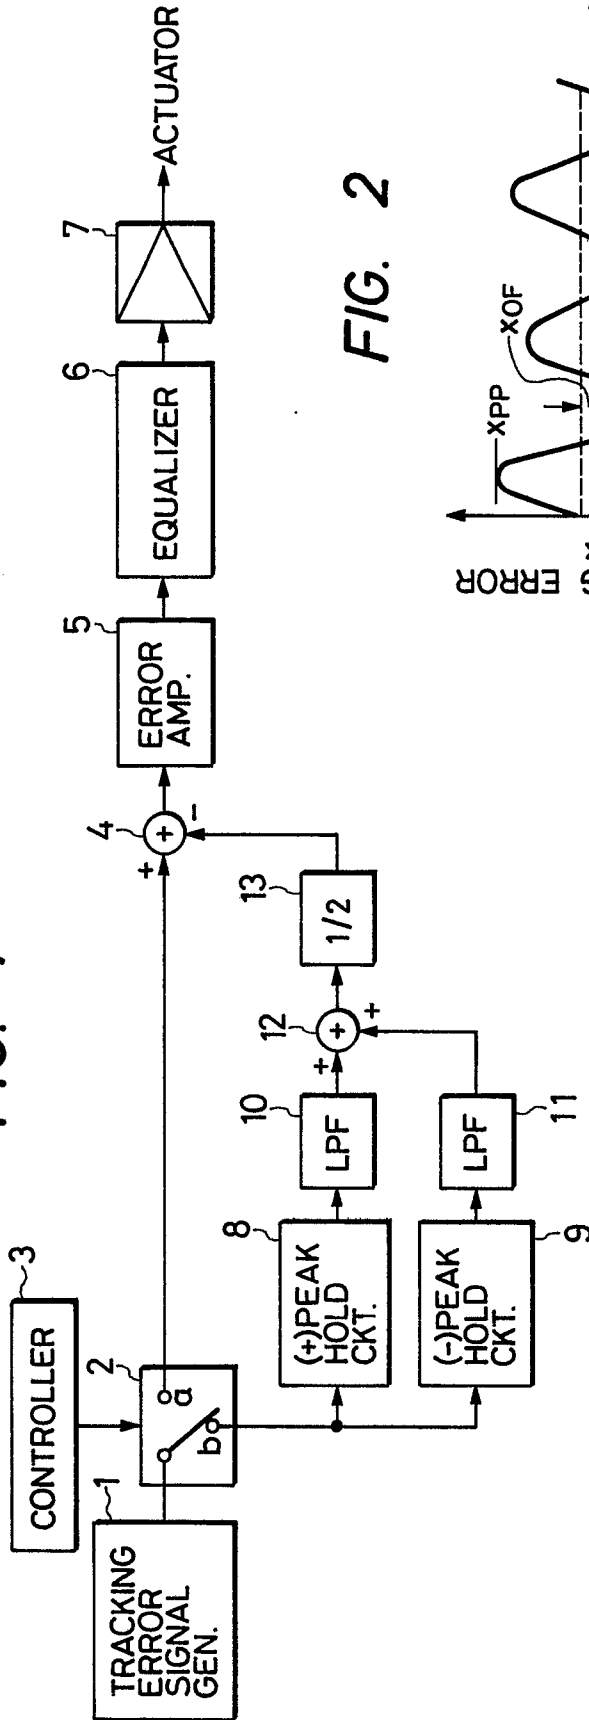 CONTROLLER
3
TRACKING
ERROR
SIGNAL
GEN.
1
2
a
b
(+)PEAK
HOLD
CKT.
8
(-)PEAK
HOLD
CKT.
9
LPF
10
LPF
11
+
+
+
12
1/2
13
+
+
-
4
ERROR
AMP.
5
EQUALIZER
6
7
ACTUATOR
FIG. 2
ERROR
XPP
XOF